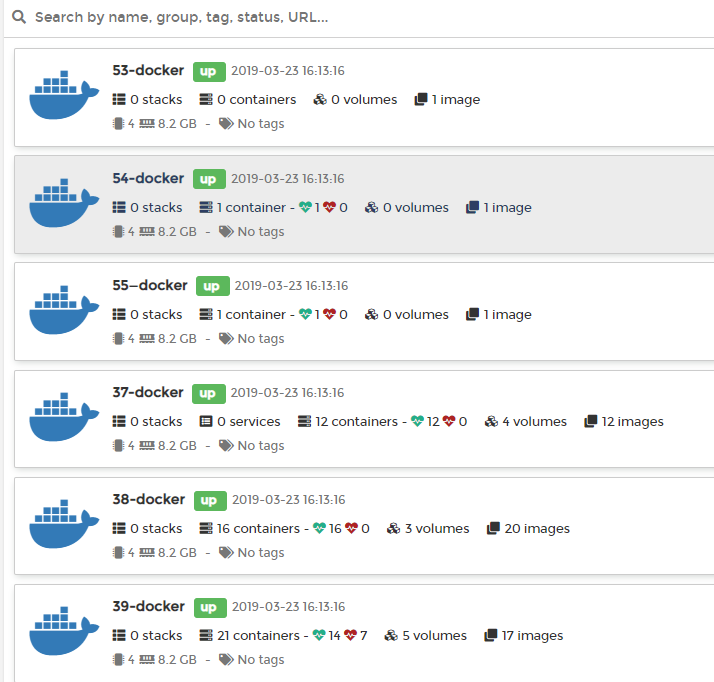 Search by name, group, tag, status, URL...
53-docker up 2019-03-23 16:13:16
0 stacks 0 containers 0 volumes 1 image
4 8.2 GB - No tags
54-docker up 2019-03-23 16:13:16
0 stacks 1 container - 1 0 0 volumes 1 image
4 8.2 GB - No tags
55–docker up 2019-03-23 16:13:16
0 stacks 1 container - 1 0 0 volumes 1 image
4 8.2 GB - No tags
37-docker up 2019-03-23 16:13:16
0 stacks 0 services 12 containers - 12 0 4 volumes 12 images
4 8.2 GB - No tags
38-docker up 2019-03-23 16:13:16
0 stacks 16 containers - 16 0 3 volumes 20 images
4 8.2 GB - No tags
39-docker up 2019-03-23 16:13:16
0 stacks 21 containers - 14 7 5 volumes 17 images
4 8.2 GB - No tags